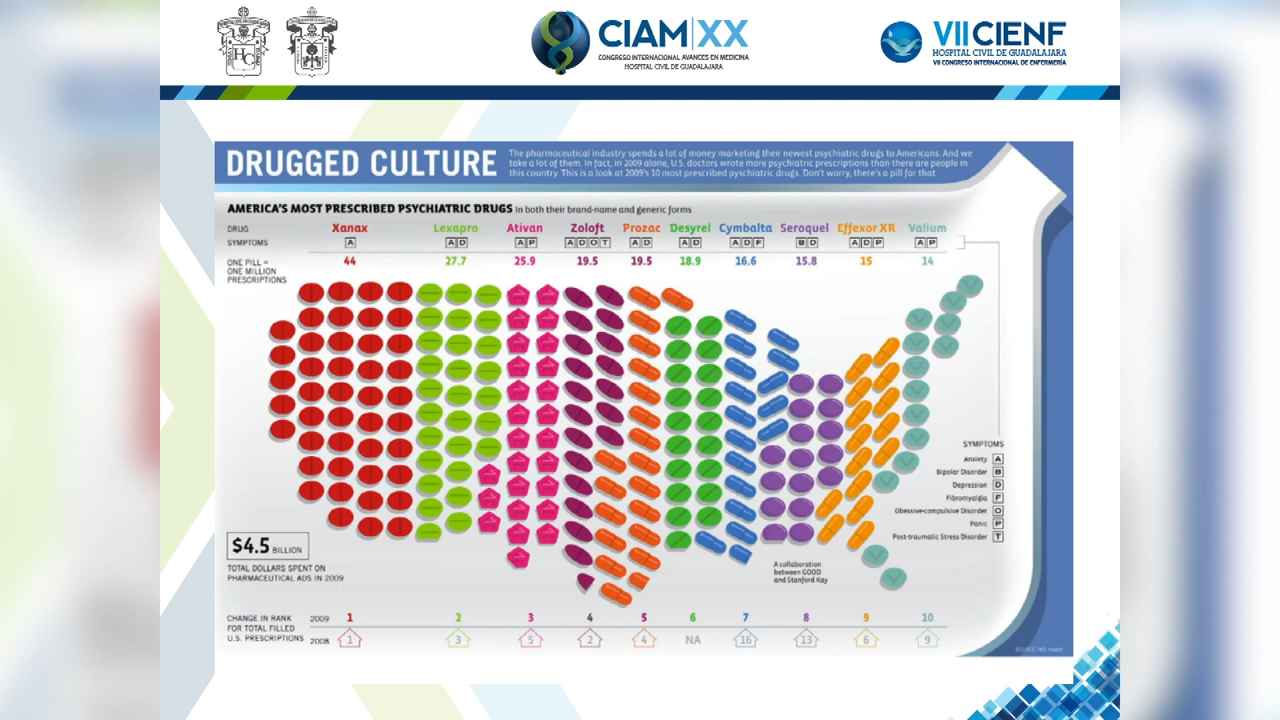 CIAM|XX
CONGRESO INTERNACIONAL AVANCES EN MEDICINA
HOSPITAL CIVIL DE GUADALAJARA
VII CIENF
HOSPITAL CIVIL DE GUADALAJARA
VII CONGRESO INTERNACIONAL DE ENFERMERÍA
DRUGGED CULTURE
The pharmaceutical industry spends a lot of money marketing their newest psychiatric drugs to Americans. And we
take a lot of them. In fact, in 2009 alone, U.S. doctors wrote more psychiatric prescriptions than there are people in
this country. This is a look at 2009's 10 most prescribed pyschiatric drugs. Don't worry, there's a pill for that.
AMERICA'S MOST PRESCRIBED PSYCHIATRIC DRUGS In both their brand-name and generic forms
DRUG Xanax Lexapro Ativan Zoloft Prozac Desyrel Cymbalta Seroquel Effexor XR Valium
SYMPTOMS A A D A P A D O T A D A D A D F B D A D P A P
ONE PILL = 44 27.7 25.9 19.5 19.5 18.9 16.6 15.8 15 14
ONE MILLION
PRESCRIPTIONS
SYMPTOMS
Anxiety A
Bipolar Disorder B
Depression D
Fibromyalgia F
Obsessive-compulsive Disorder O
Panic P
Post-traumatic Stress Disorder T
$4.5 BILLION
TOTAL DOLLARS SPENT ON
PHARMACEUTICAL ADS IN 2009
A collaboration
between GOOD
and Stanford Kay
CHANGE IN RANK 2009 1 2 3 4 5 6 7 8 9 10
FOR TOTAL FILLED
U.S. PRESCRIPTIONS 2008 1 3 5 2 4 NA 16 13 6 9